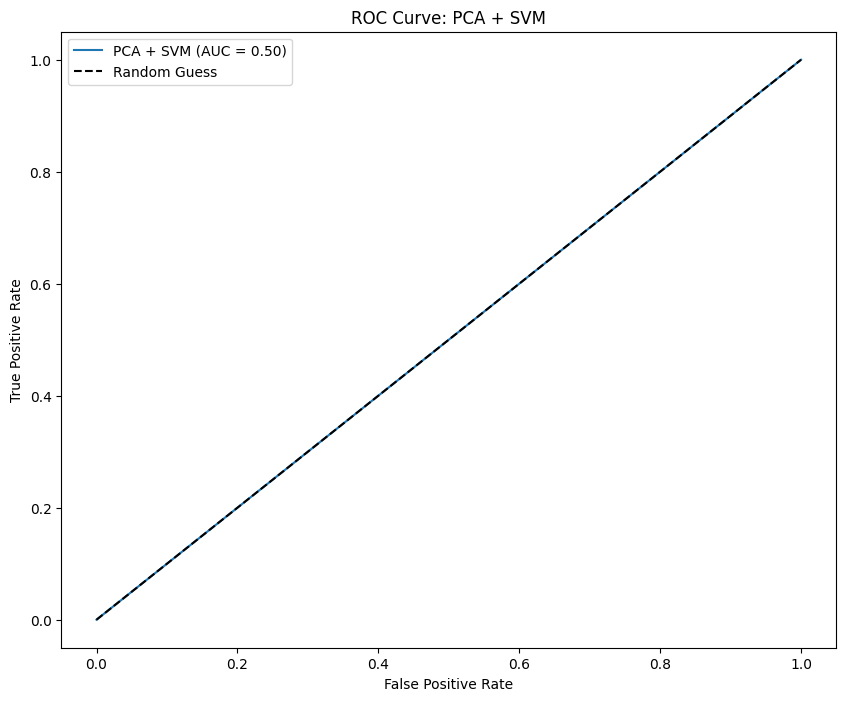 ROC Curve: PCA + SVM
PCA + SVM (AUC = 0.50)
Random Guess
True Positive Rate
1.0
0.8
0.6
0.4
0.2
0.0
0.0
0.2
0.4
0.6
0.8
1.0
False Positive Rate